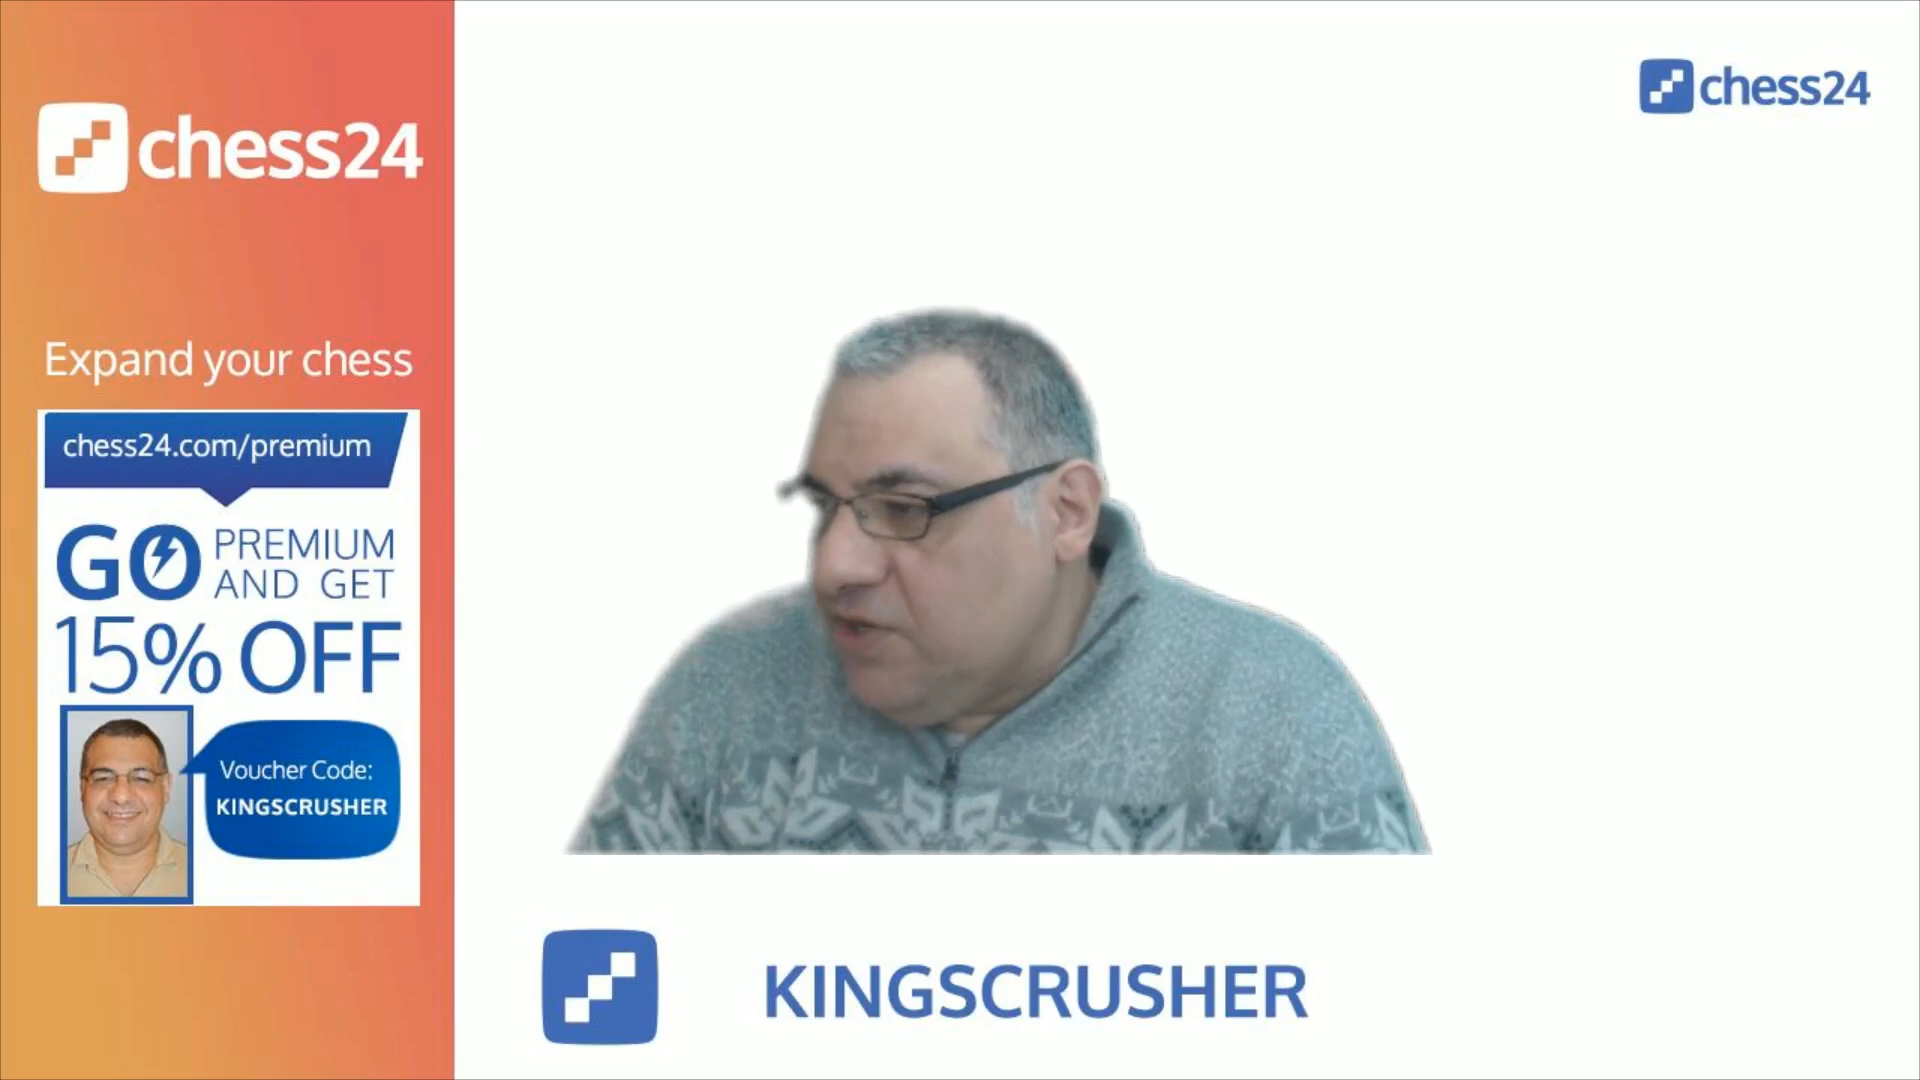 chess24
Expand your chess
chess24.com/premium
GO PREMIUM
AND GET
15% OFF
Voucher Code:
KINGSCRUSHER
chess24
KINGSCRUSHER